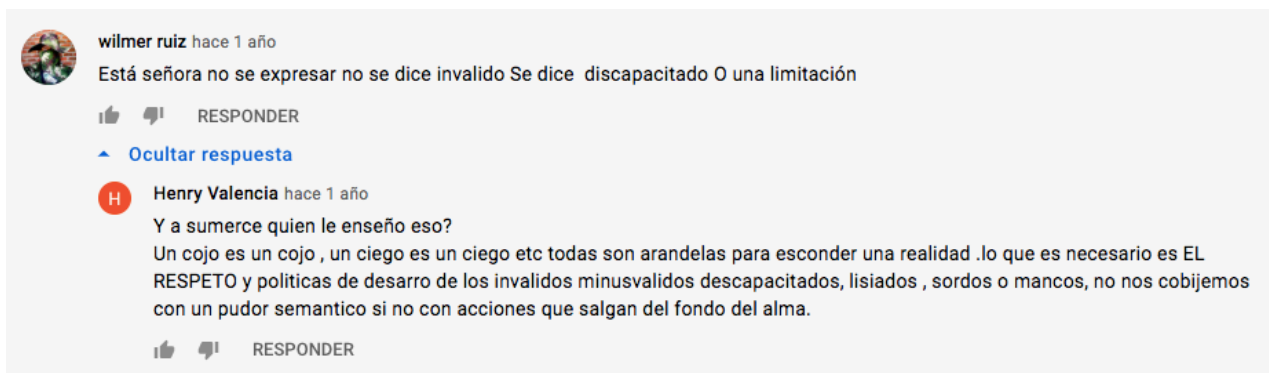 wilmer ruiz hace 1 año
Está señora no se expresar no se dice invalido Se dice discapacitado O una limitación
RESPONDER
Ocultar respuesta
H
Henry Valencia hace 1 año
Y a sumerce quien le enseño eso?
Un cojo es un cojo , un ciego es un ciego etc todas son arandelas para esconder una realidad .lo que es necesario es EL
RESPETO y politicas de desarro de los invalidos minusvalidos descapacitados, lisiados , sordos o mancos, no nos cobijemos
con un pudor semantico si no con acciones que salgan del fondo del alma.
RESPONDER